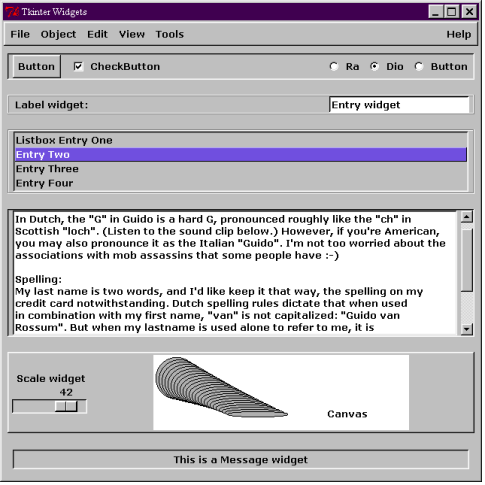 Tkinter Widgets
File Object Edit View Tools Help
Button CheckButton Ra Dio Button
Label widget: Entry widget
Listbox Entry One
Entry Two
Entry Three
Entry Four
In Dutch, the "G" in Guido is a hard G, pronounced roughly like the "ch" in
Scottish "loch". (Listen to the sound clip below.) However, if you're American,
you may also pronounce it as the Italian "Guido". I'm not too worried about the
associations with mob assassins that some people have :-)
Spelling:
My last name is two words, and I'd like keep it that way, the spelling on my
credit card notwithstanding. Dutch spelling rules dictate that when used
in combination with my first name, "van" is not capitalized: "Guido van
Rossum". But when my lastname is used alone to refer to me, it is
Scale widget
42
Canvas
This is a Message widget